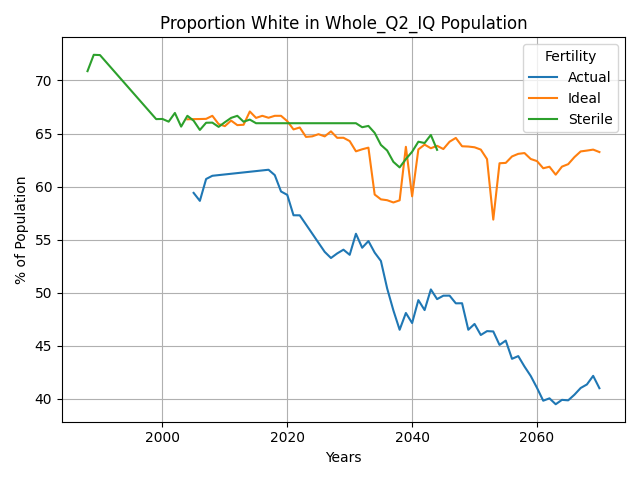 Proportion White in Whole_Q2_IQ Population
Fertility
Actual
Ideal
Sterile
% of Population
70
65
60
55
50
45
40
2000
2020
2040
2060
Years